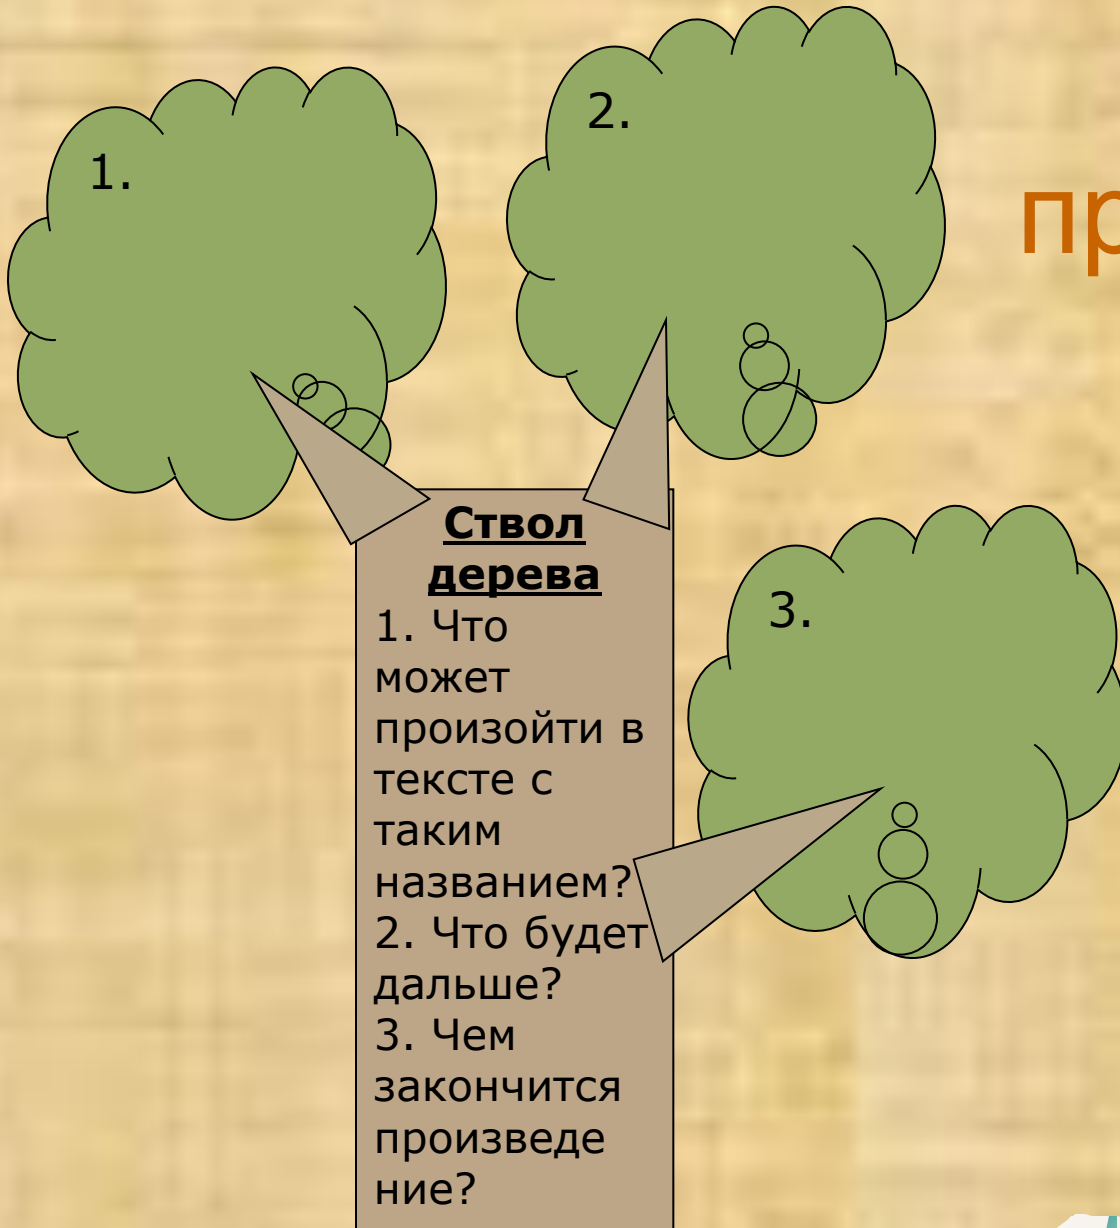 1.
2.
пр
Ствол
дерева
1. Что
может
произойти в
тексте с
таким
названием?
2. Что будет
дальше?
3. Чем
закончится
произведе
ние?
3.